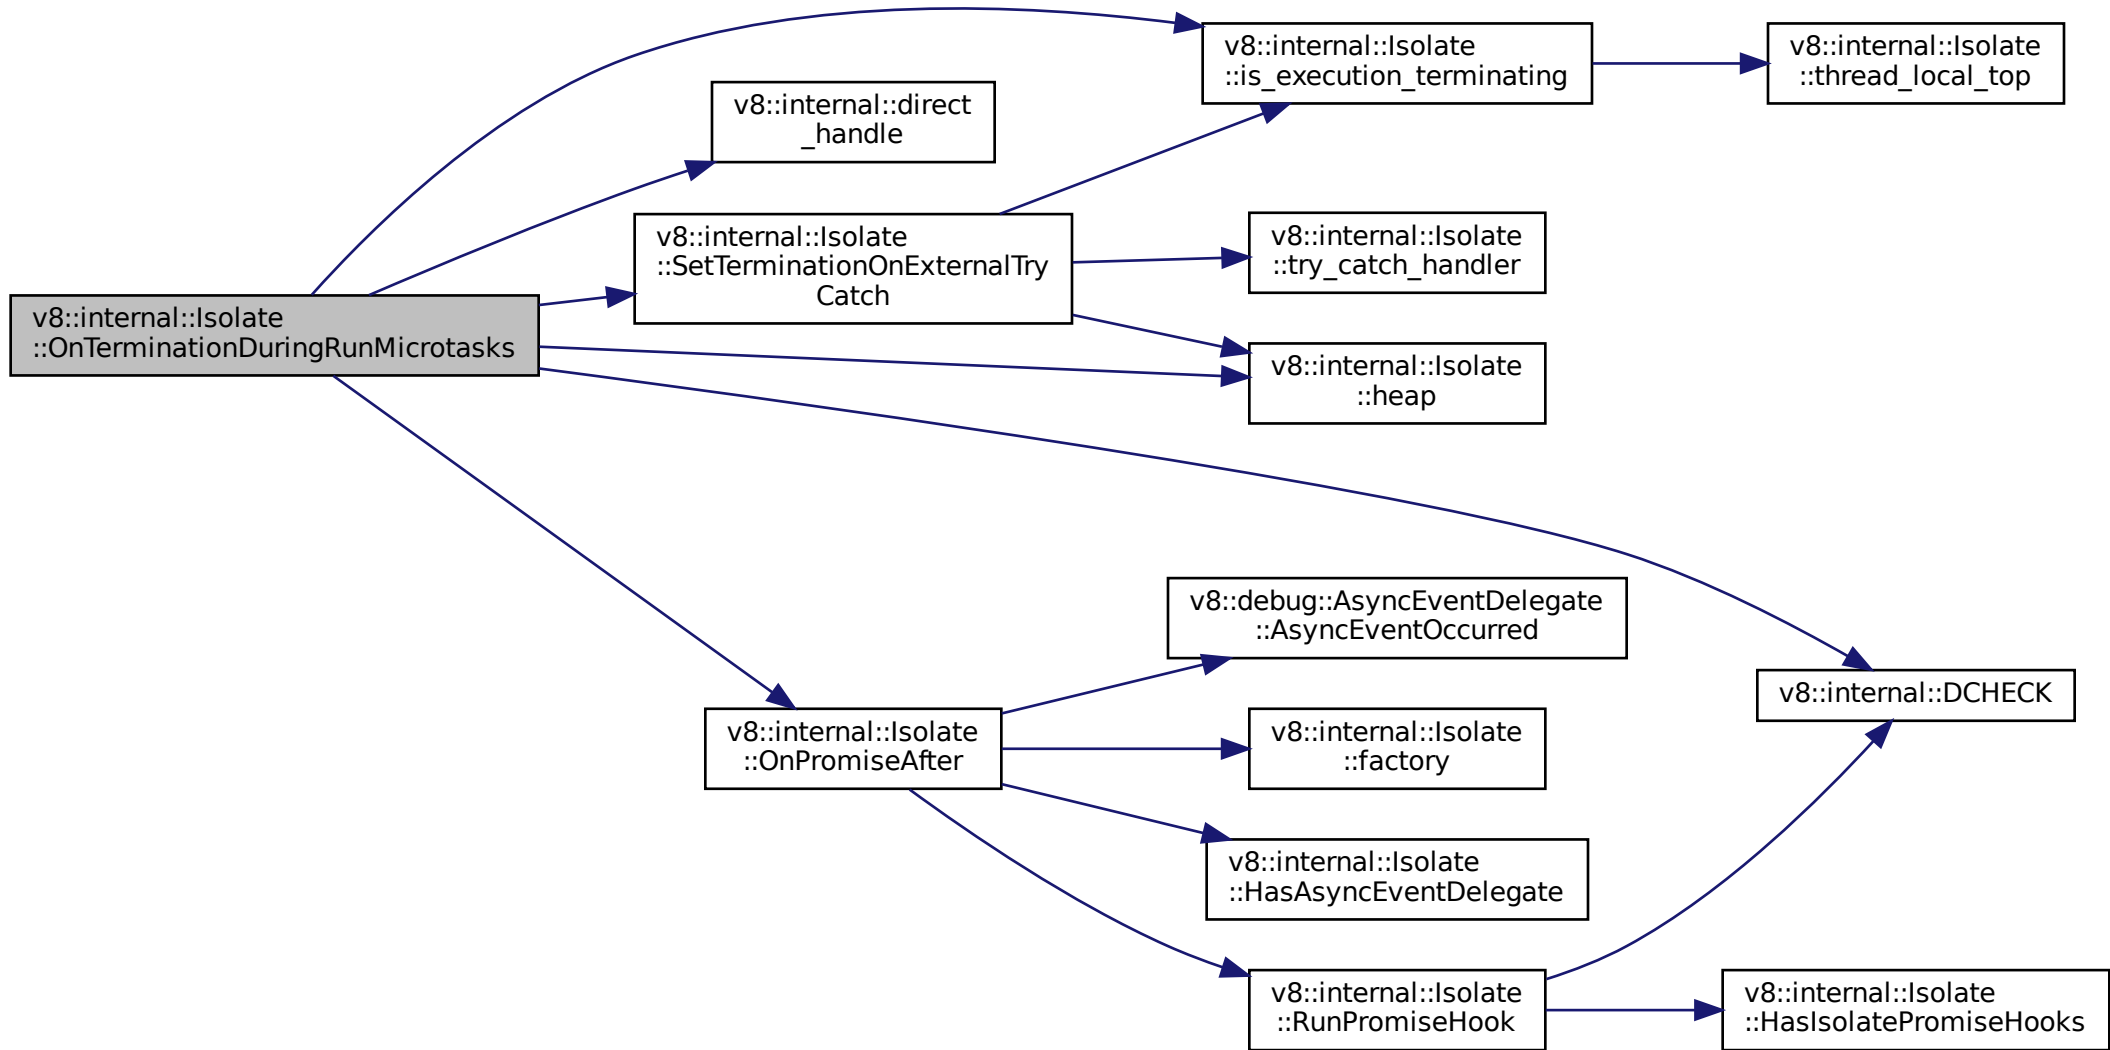 v8::internal::Isolate
::is_execution_terminating
v8::internal::Isolate
::thread_local_top
v8::internal::direct
_handle
v8::internal::Isolate
::SetTerminationOnExternalTry
Catch
v8::internal::Isolate
::try_catch_handler
v8::internal::Isolate
::OnTerminationDuringRunMicrotasks
v8::internal::Isolate
::heap
v8::debug::AsyncEventDelegate
::AsyncEventOccurred
v8::internal::DCHECK
v8::internal::Isolate
::OnPromiseAfter
v8::internal::Isolate
::factory
v8::internal::Isolate
::HasAsyncEventDelegate
v8::internal::Isolate
::RunPromiseHook
v8::internal::Isolate
::HasIsolatePromiseHooks